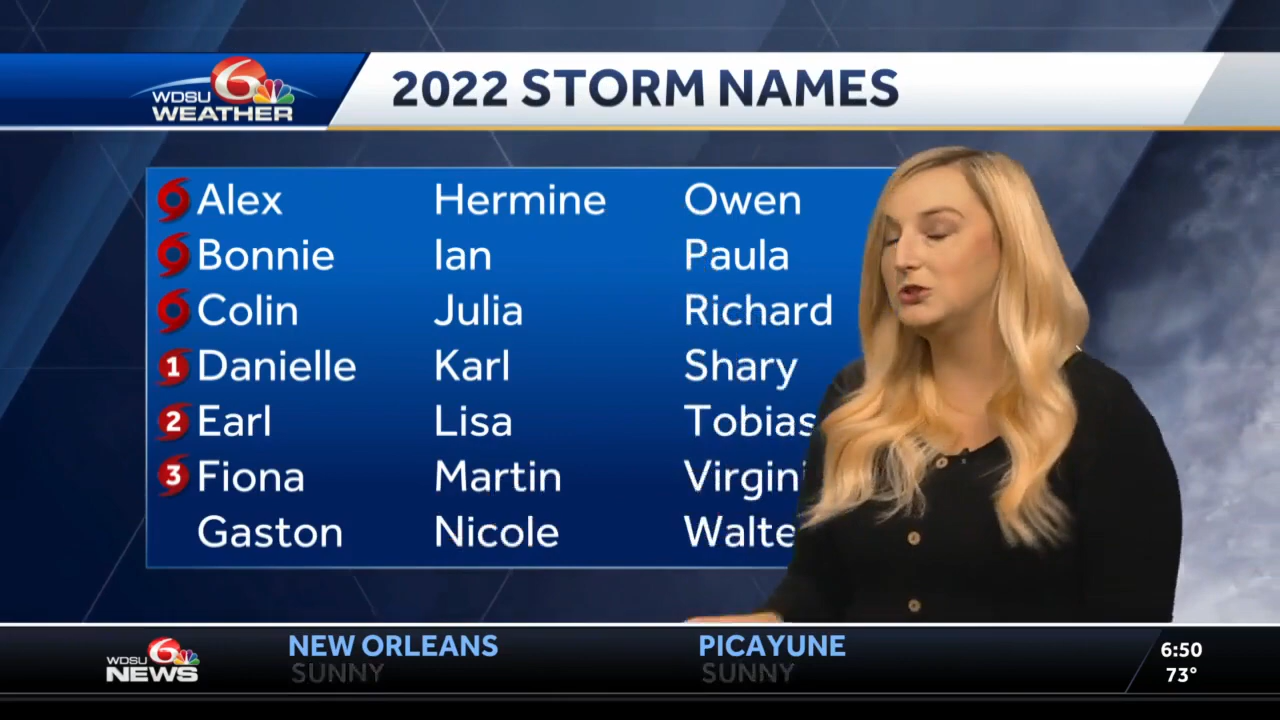 WDSU 6
WEATHER
2022 STORM NAMES
Alex Hermine Owen
Bonnie Ian Paula
Colin Julia Richard
1 Danielle Karl Shary
2 Earl Lisa Tobias
3 Fiona Martin Virgini
Gaston Nicole Walte
WDSU 6
NEWS
NEW ORLEANS
SUNNY
PICAYUNE
SUNNY
6:50
73°